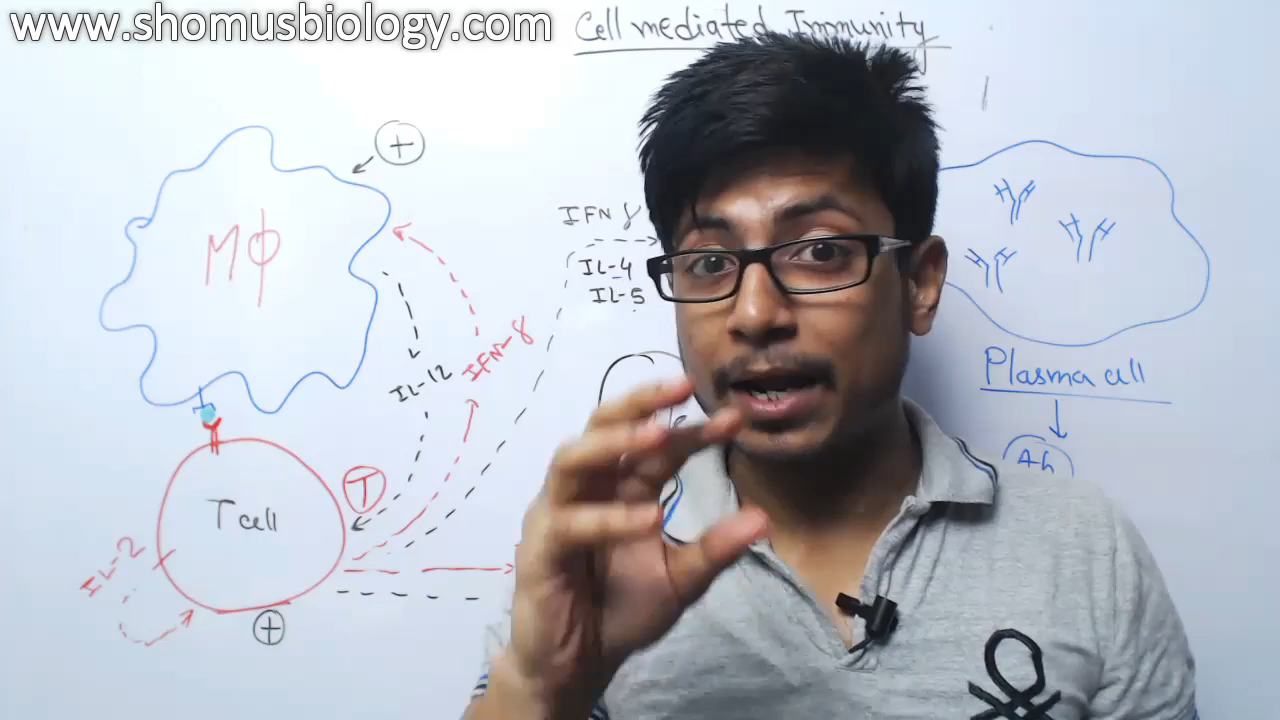 www.shomusbiology.com
Cell mediated Immunity
+
MΦ
IFN γ
IL-4
IL-5
IL-12
IFN-γ
Plasma cell
Ab
T
T cell
IL-2
+